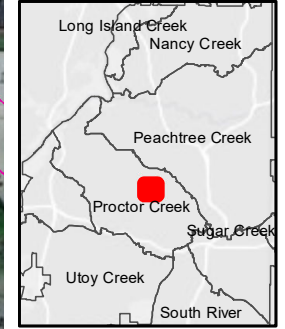 Long Island Creek
Nancy Creek
Peachtree Creek
Proctor Creek
Sugar Creek
Utoy Creek
South River